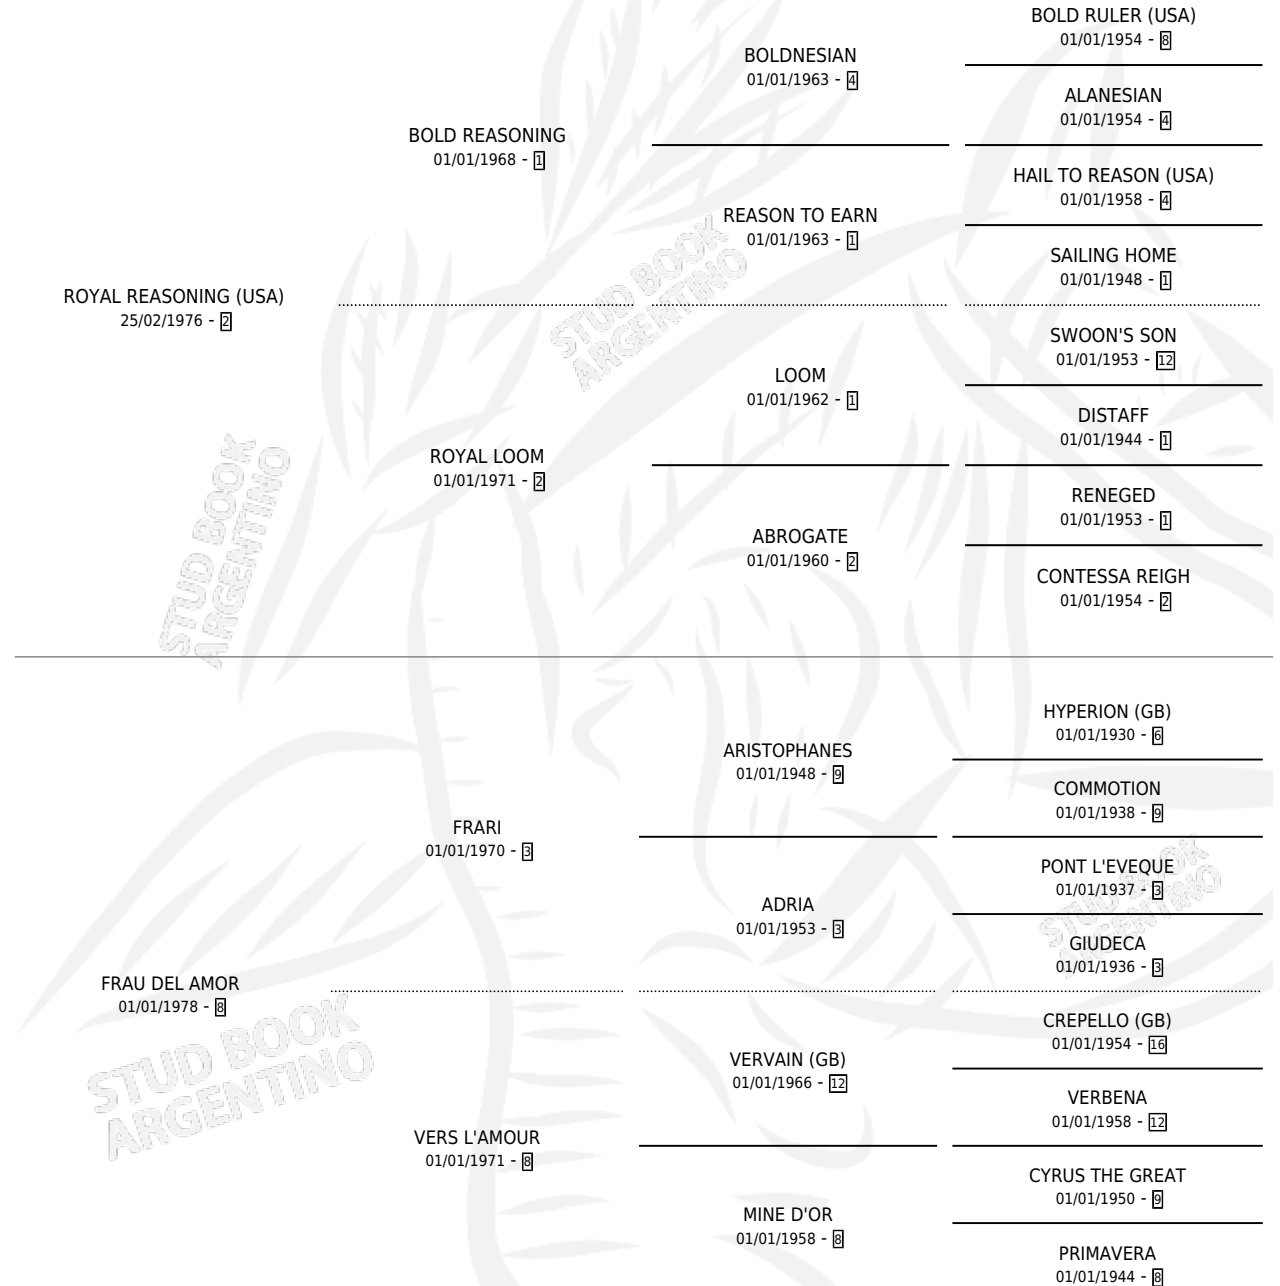 BOLD RULER (USA)
01/01/1954 - 8
BOLDNESIAN
01/01/1963 - 4
ALANESIAN
01/01/1954 - 4
BOLD REASONING
01/01/1968 - 1
HAIL TO REASON (USA)
01/01/1958 - 4
REASON TO EARN
01/01/1963 - 1
SAILING HOME
01/01/1948 - 1
ROYAL REASONING (USA)
25/02/1976 - 2
SWOON'S SON
01/01/1953 - 12
LOOM
01/01/1962 - 1
DISTAFF
01/01/1944 - 1
ROYAL LOOM
01/01/1971 - 2
RENEGED
01/01/1953 - 1
ABROGATE
01/01/1960 - 2
CONTESSA REIGH
01/01/1954 - 2
HYPERION (GB)
01/01/1930 - 6
ARISTOPHANES
01/01/1948 - 9
COMMOTION
01/01/1938 - 9
FRARI
01/01/1970 - 3
PONT L'EVEQUE
01/01/1937 - 3
ADRIA
01/01/1953 - 3
GIUDECA
01/01/1936 - 3
FRAU DEL AMOR
01/01/1978 - 8
CREPELLO (GB)
01/01/1954 - 16
VERVAIN (GB)
01/01/1966 - 12
VERBENA
01/01/1958 - 12
VERS L'AMOUR
01/01/1971 - 8
CYRUS THE GREAT
01/01/1950 - 9
MINE D'OR
01/01/1958 - 8
PRIMAVERA
01/01/1944 - 8
STUD BOOK
ARGENTINO
STUD BOOK
ARGENTINO
STUD BOOK
ARGENTINO
STUD BOOK
ARGENTINO